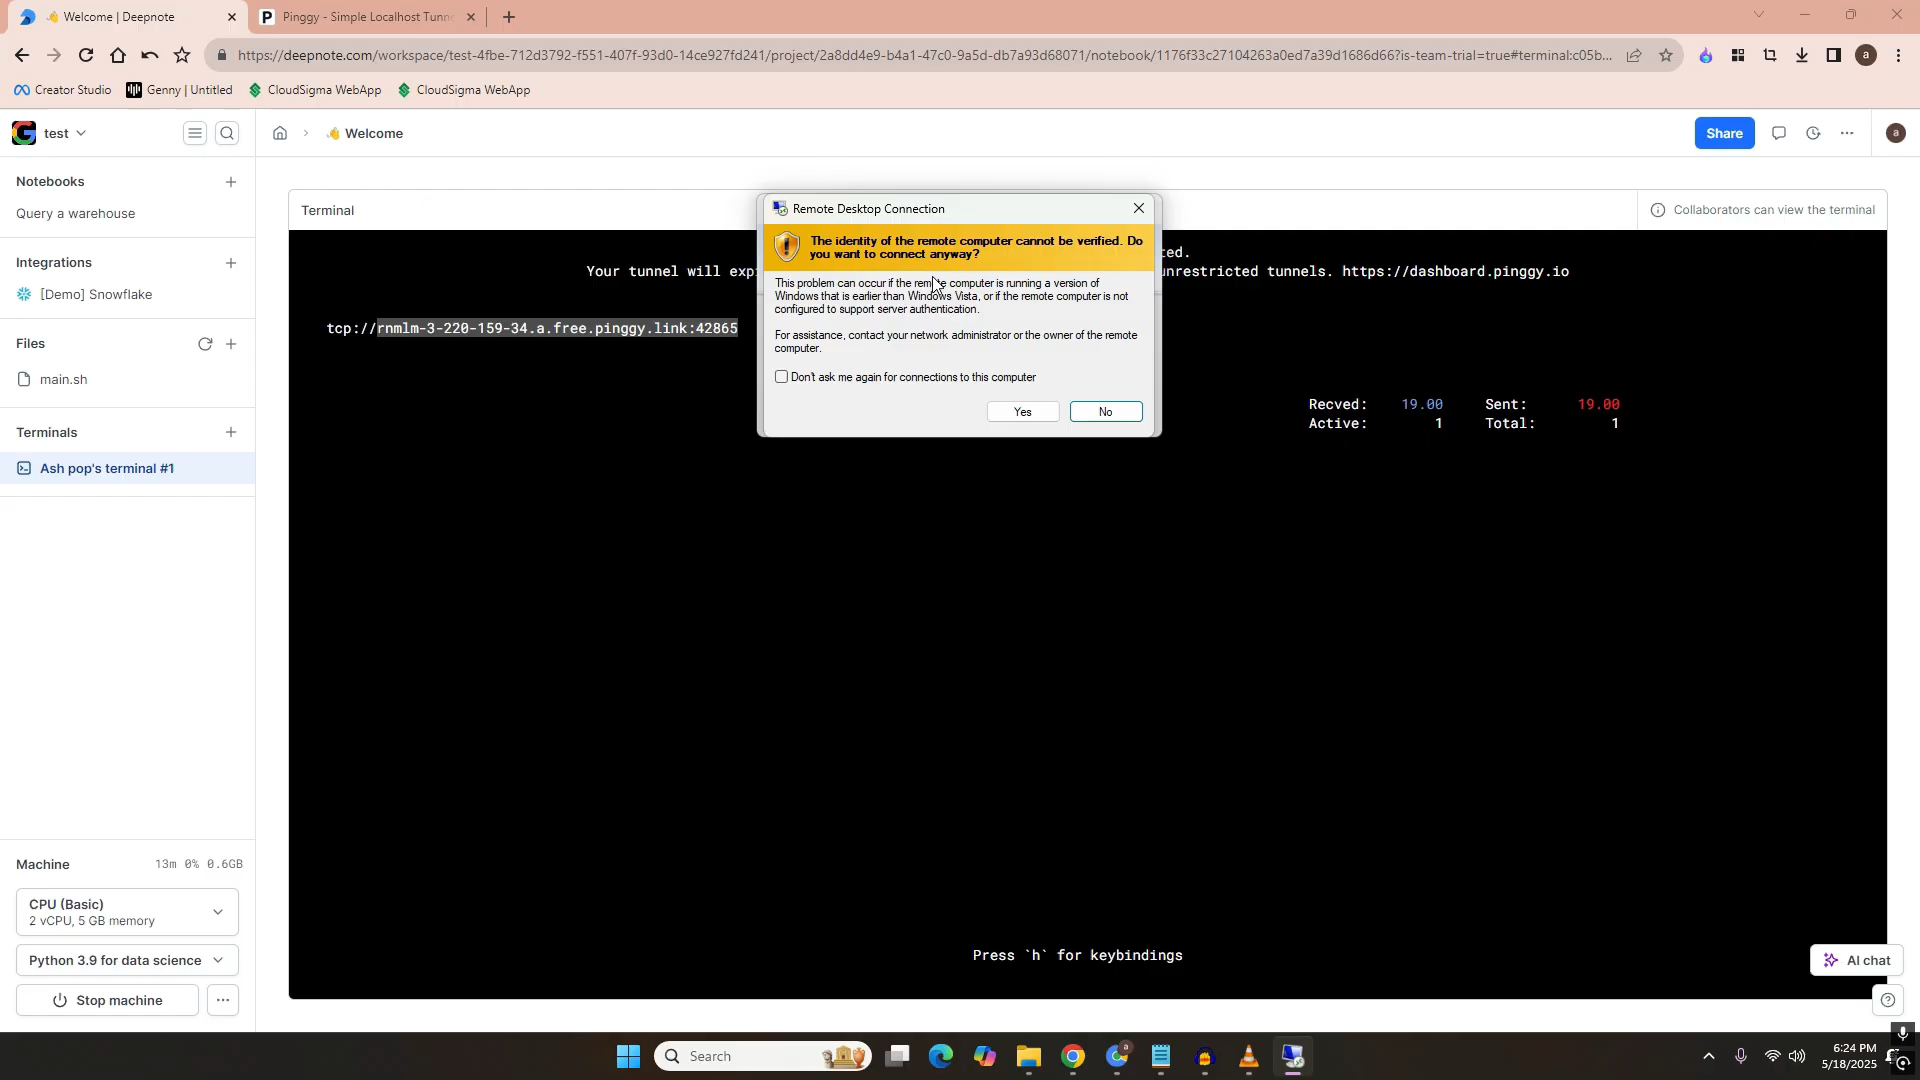 Welcome | Deepnote
Pinggy - Simple Localhost Tunn
https://deepnote.com/workspace/test-4fbe-712d3792-f551-407f-93d0-14ce927fd241/project/2a8dd4e9-b4a1-47c0-9a5d-db7a93d68071/notebook/1176f33c27104263a0ed7a39d1686d66?is-team-trial=true#terminal:c05b...
a
Creator Studio
Genny | Untitled
CloudSigma WebApp
CloudSigma WebApp
test
Welcome
Share
a
Notebooks
Query a warehouse
Integrations
[Demo] Snowflake
Files
main.sh
Terminals
Ash pop's terminal #1
Terminal
Collaborators can view the terminal
ted.
Your tunnel will exp
unrestricted tunnels. https://dashboard.pinggy.io
tcp://rnmlm-3-220-159-34.a.free.pinggy.link:42865
Recved: 19.00 Sent: 19.00
Active: 1 Total: 1
Press `h` for keybindings
Remote Desktop Connection
The identity of the remote computer cannot be verified. Do
you want to connect anyway?
This problem can occur if the remote computer is running a version of
Windows that is earlier than Windows Vista, or if the remote computer is not
configured to support server authentication.
For assistance, contact your network administrator or the owner of the remote
computer.
Don't ask me again for connections to this computer
Yes
No
Machine
13m 0% 0.6GB
CPU (Basic)
2 vCPU, 5 GB memory
Python 3.9 for data science
Stop machine
AI chat
Search
a
6:24 PM
5/18/2025